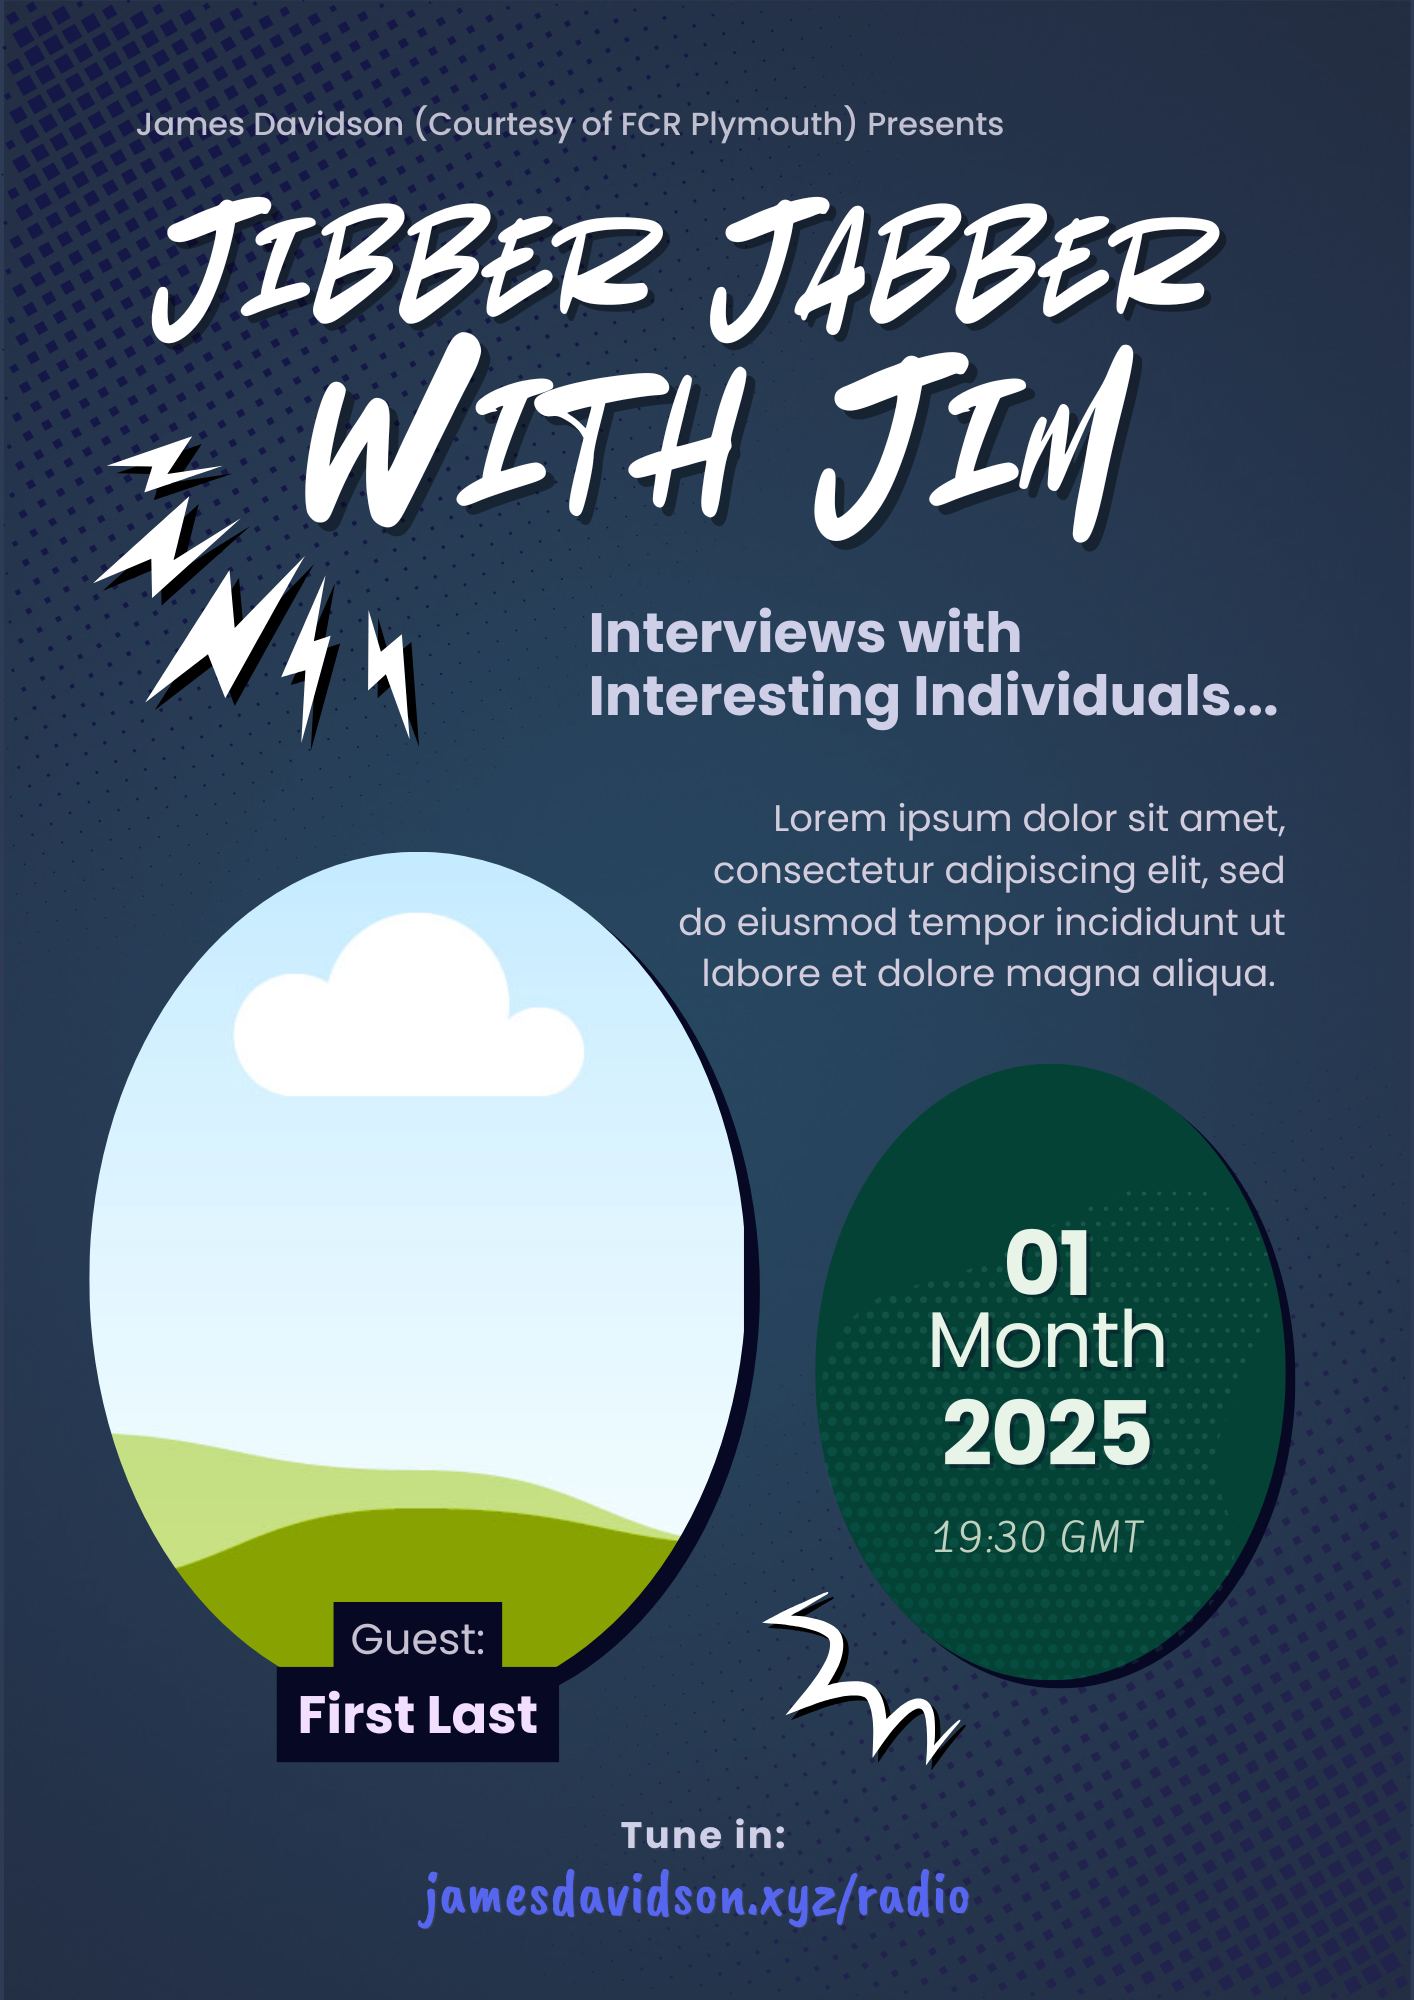 James Davidson (Courtesy of FCR Plymouth) Presents
JIBBER JABBER
WITH JIM
Interviews with
Interesting Individuals...
Lorem ipsum dolor sit amet,
consectetur adipiscing elit, sed
do eiusmod tempor incididunt ut
labore et dolore magna aliqua.
01
Month
2025
19:30 GMT
Guest:
First Last
Tune in:
jamesdavidson.xyz/radio